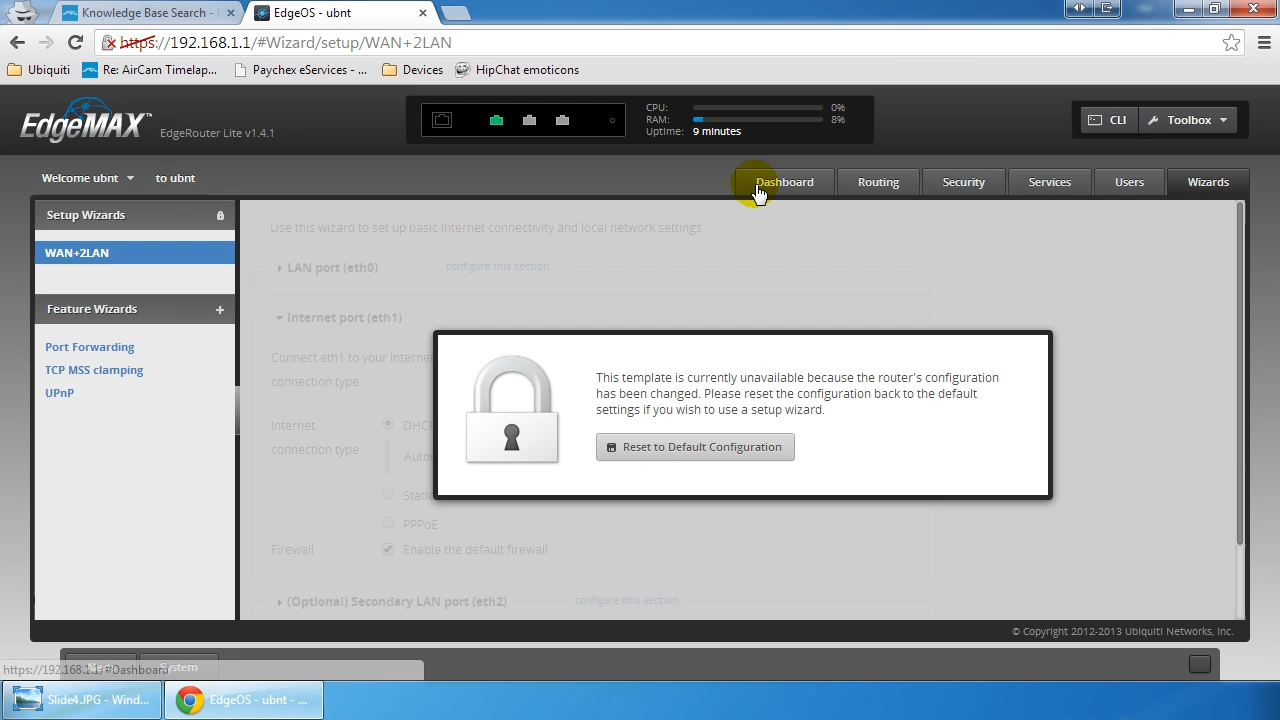 Knowledge Base Search -
EdgeOS - ubnt
https://192.168.1.1/#Wizard/setup/WAN+2LAN
Ubiquiti
Re: AirCam Timelap...
Paychex eServices - ...
Devices
HipChat emoticons
EdgeMAX™
EdgeRouter Lite v1.4.1
CPU: 0%
RAM: 8%
Uptime: 9 minutes
CLI
Toolbox
Welcome ubnt
to ubnt
Dashboard
Routing
Security
Services
Users
Wizards
Setup Wizards
WAN+2LAN
Feature Wizards
+
Port Forwarding
TCP MSS clamping
UPnP
Use this wizard to set up basic Internet connectivity and local network settings
LAN port (eth0)
configure this section
Internet port (eth1)
Connect eth1 to your Internet
connection type.
Internet
connection type
PPPoE
Firewall
Enable the default firewall
(Optional) Secondary LAN port (eth2)
configure this section
This template is currently unavailable because the router's configuration
has been changed. Please reset the configuration back to the default
settings if you wish to use a setup wizard.
Reset to Default Configuration
© Copyright 2012-2013 Ubiquiti Networks, Inc.
System
https://192.168.1.1/#Dashboard
Slide4.JPG - Wind...
EdgeOS - ubnt - ...